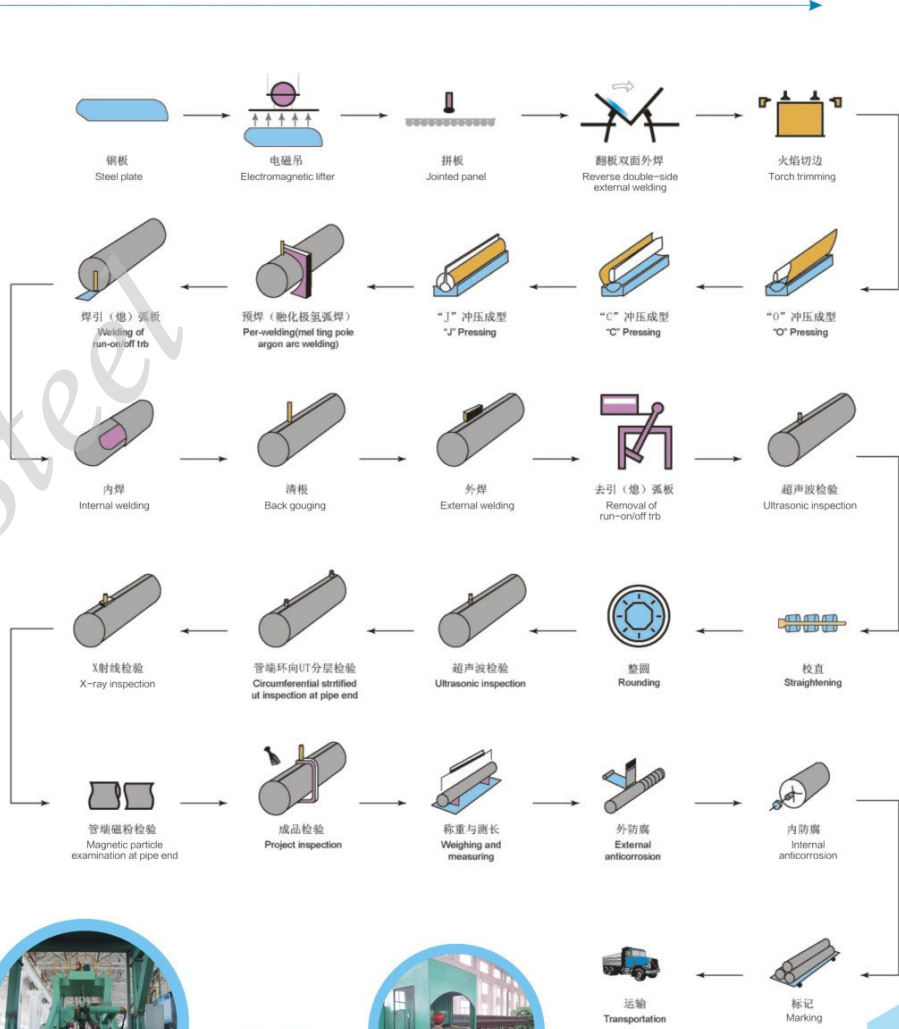 钢板
Steel plate
电磁吊
Electromagnetic lifter
拼板
Jointed panel
翻板双面外焊
Reverse double-side
external welding
火焰切边
Torch trimming
焊引（熄）弧板
Welding of
run-on/off trb
预焊（融化极氩弧焊）
Per-welding(mel ting pole
argon arc welding)
“J”冲压成型
"J" Pressing
“C”冲压成型
"C" Pressing
“O”冲压成型
"O" Pressing
内焊
Internal welding
清根
Back gouging
外焊
External welding
去引（熄）弧板
Removal of
run-on/off trb
超声波检验
Ultrasonic inspection
X射线检验
X-ray inspection
管端环向UT分层检验
Circumferential strntified
ut inspection at pipe end
超声波检验
Ultrasonic inspection
整圆
Rounding
校直
Straightening
管端磁粉检验
Magnetic particle
examination at pipe end
成品检验
Project inspection
称重与测长
Weighing and
measuring
外防腐
External
anticorrosion
内防腐
Internal
anticorrosion
运输
Transportation
标记
Marking
steel